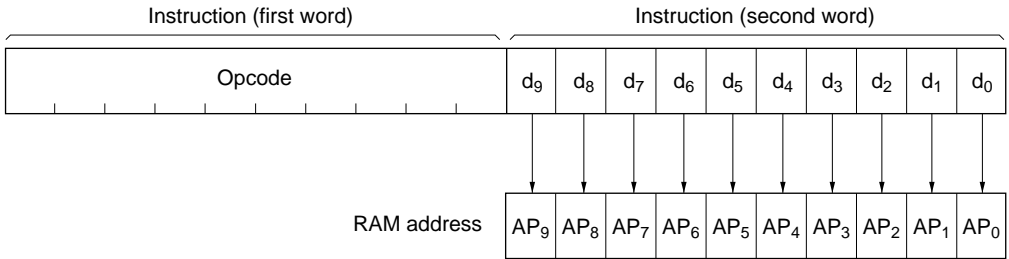 Instruction (first word) Instruction (second word)
Opcode d₉ d₈ d₇ d₆ d₅ d₄ d₃ d₂ d₁ d₀
RAM address AP₉ AP₈ AP₇ AP₆ AP₅ AP₄ AP₃ AP₂ AP₁ AP₀